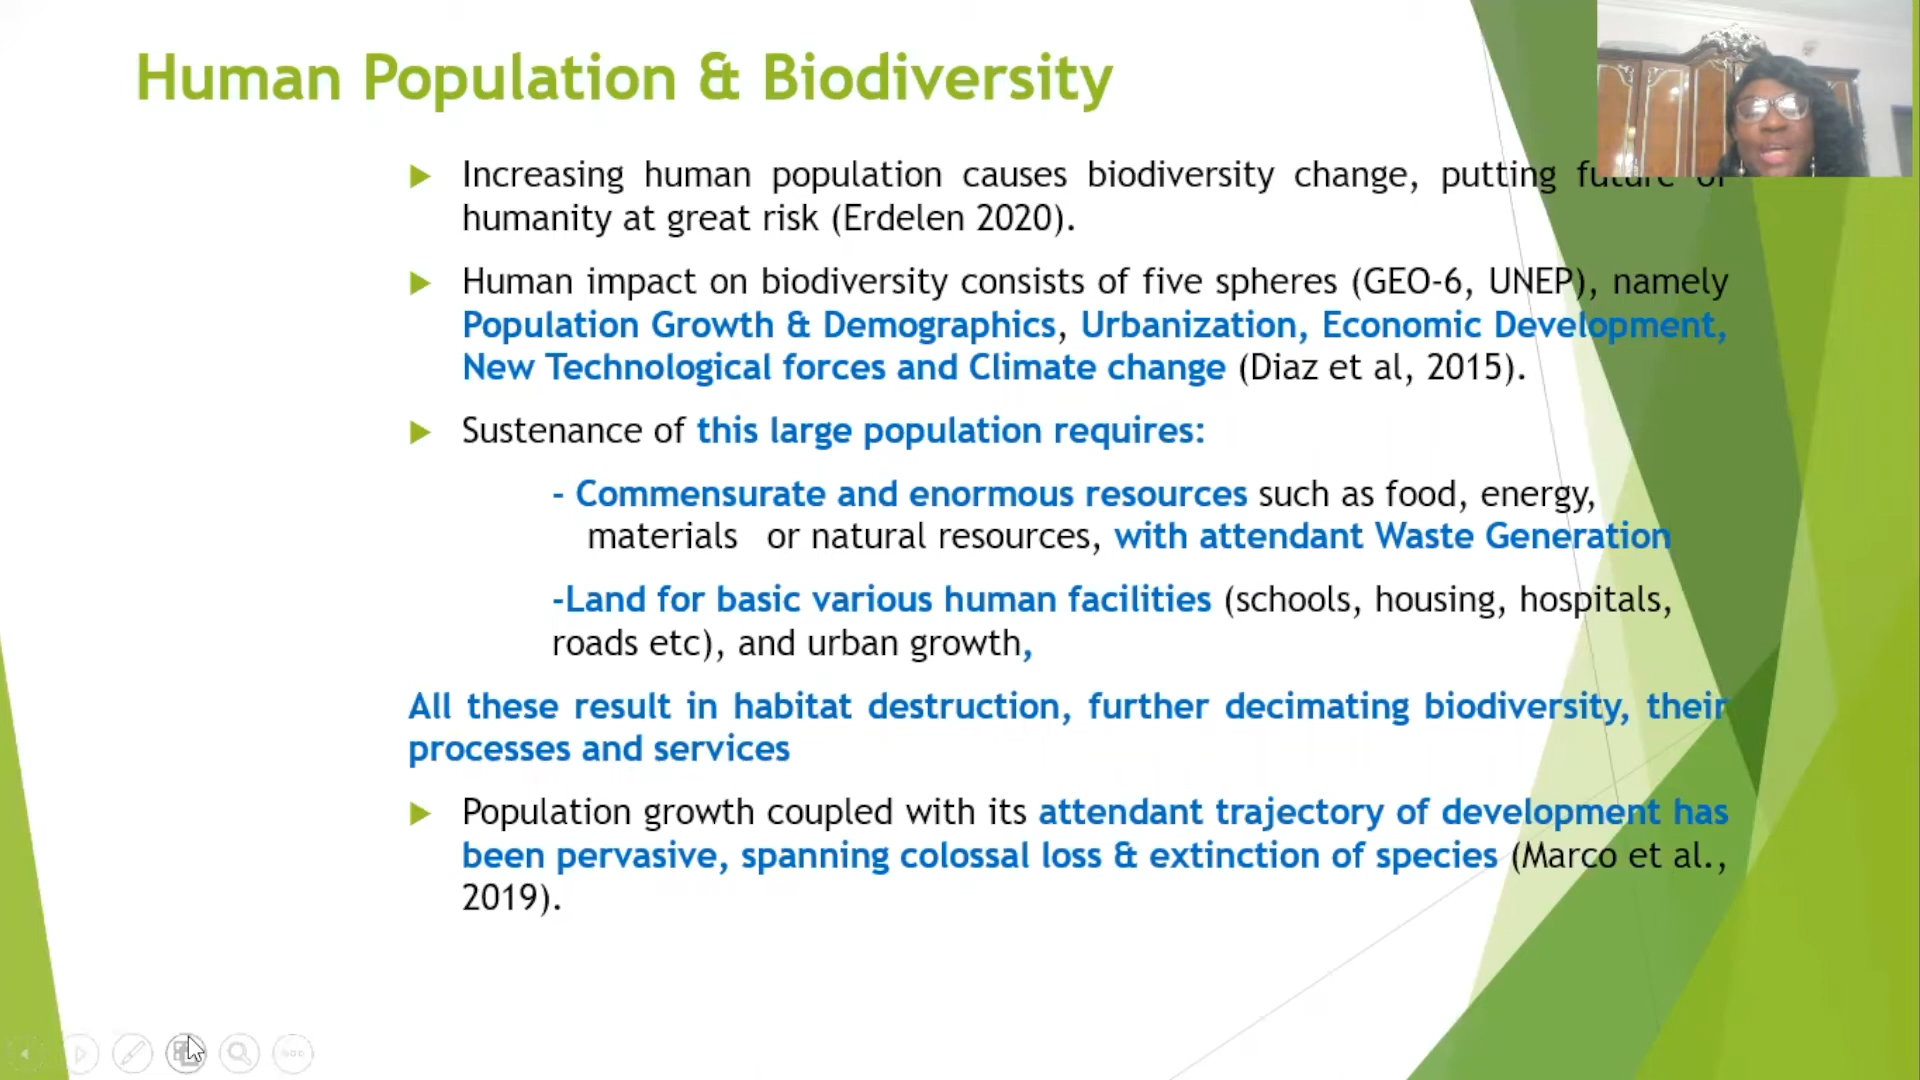 Human Population & Biodiversity
► Increasing human population causes biodiversity change, putting future of
humanity at great risk (Erdelen 2020).
► Human impact on biodiversity consists of five spheres (GEO-6, UNEP), namely
Population Growth & Demographics, Urbanization, Economic Development,
New Technological forces and Climate change (Diaz et al, 2015).
► Sustenance of this large population requires:
- Commensurate and enormous resources such as food, energy,
materials or natural resources, with attendant Waste Generation
-Land for basic various human facilities (schools, housing, hospitals,
roads etc), and urban growth,
All these result in habitat destruction, further decimating biodiversity, their
processes and services
► Population growth coupled with its attendant trajectory of development has
been pervasive, spanning colossal loss & extinction of species (Marco et al.,
2019).